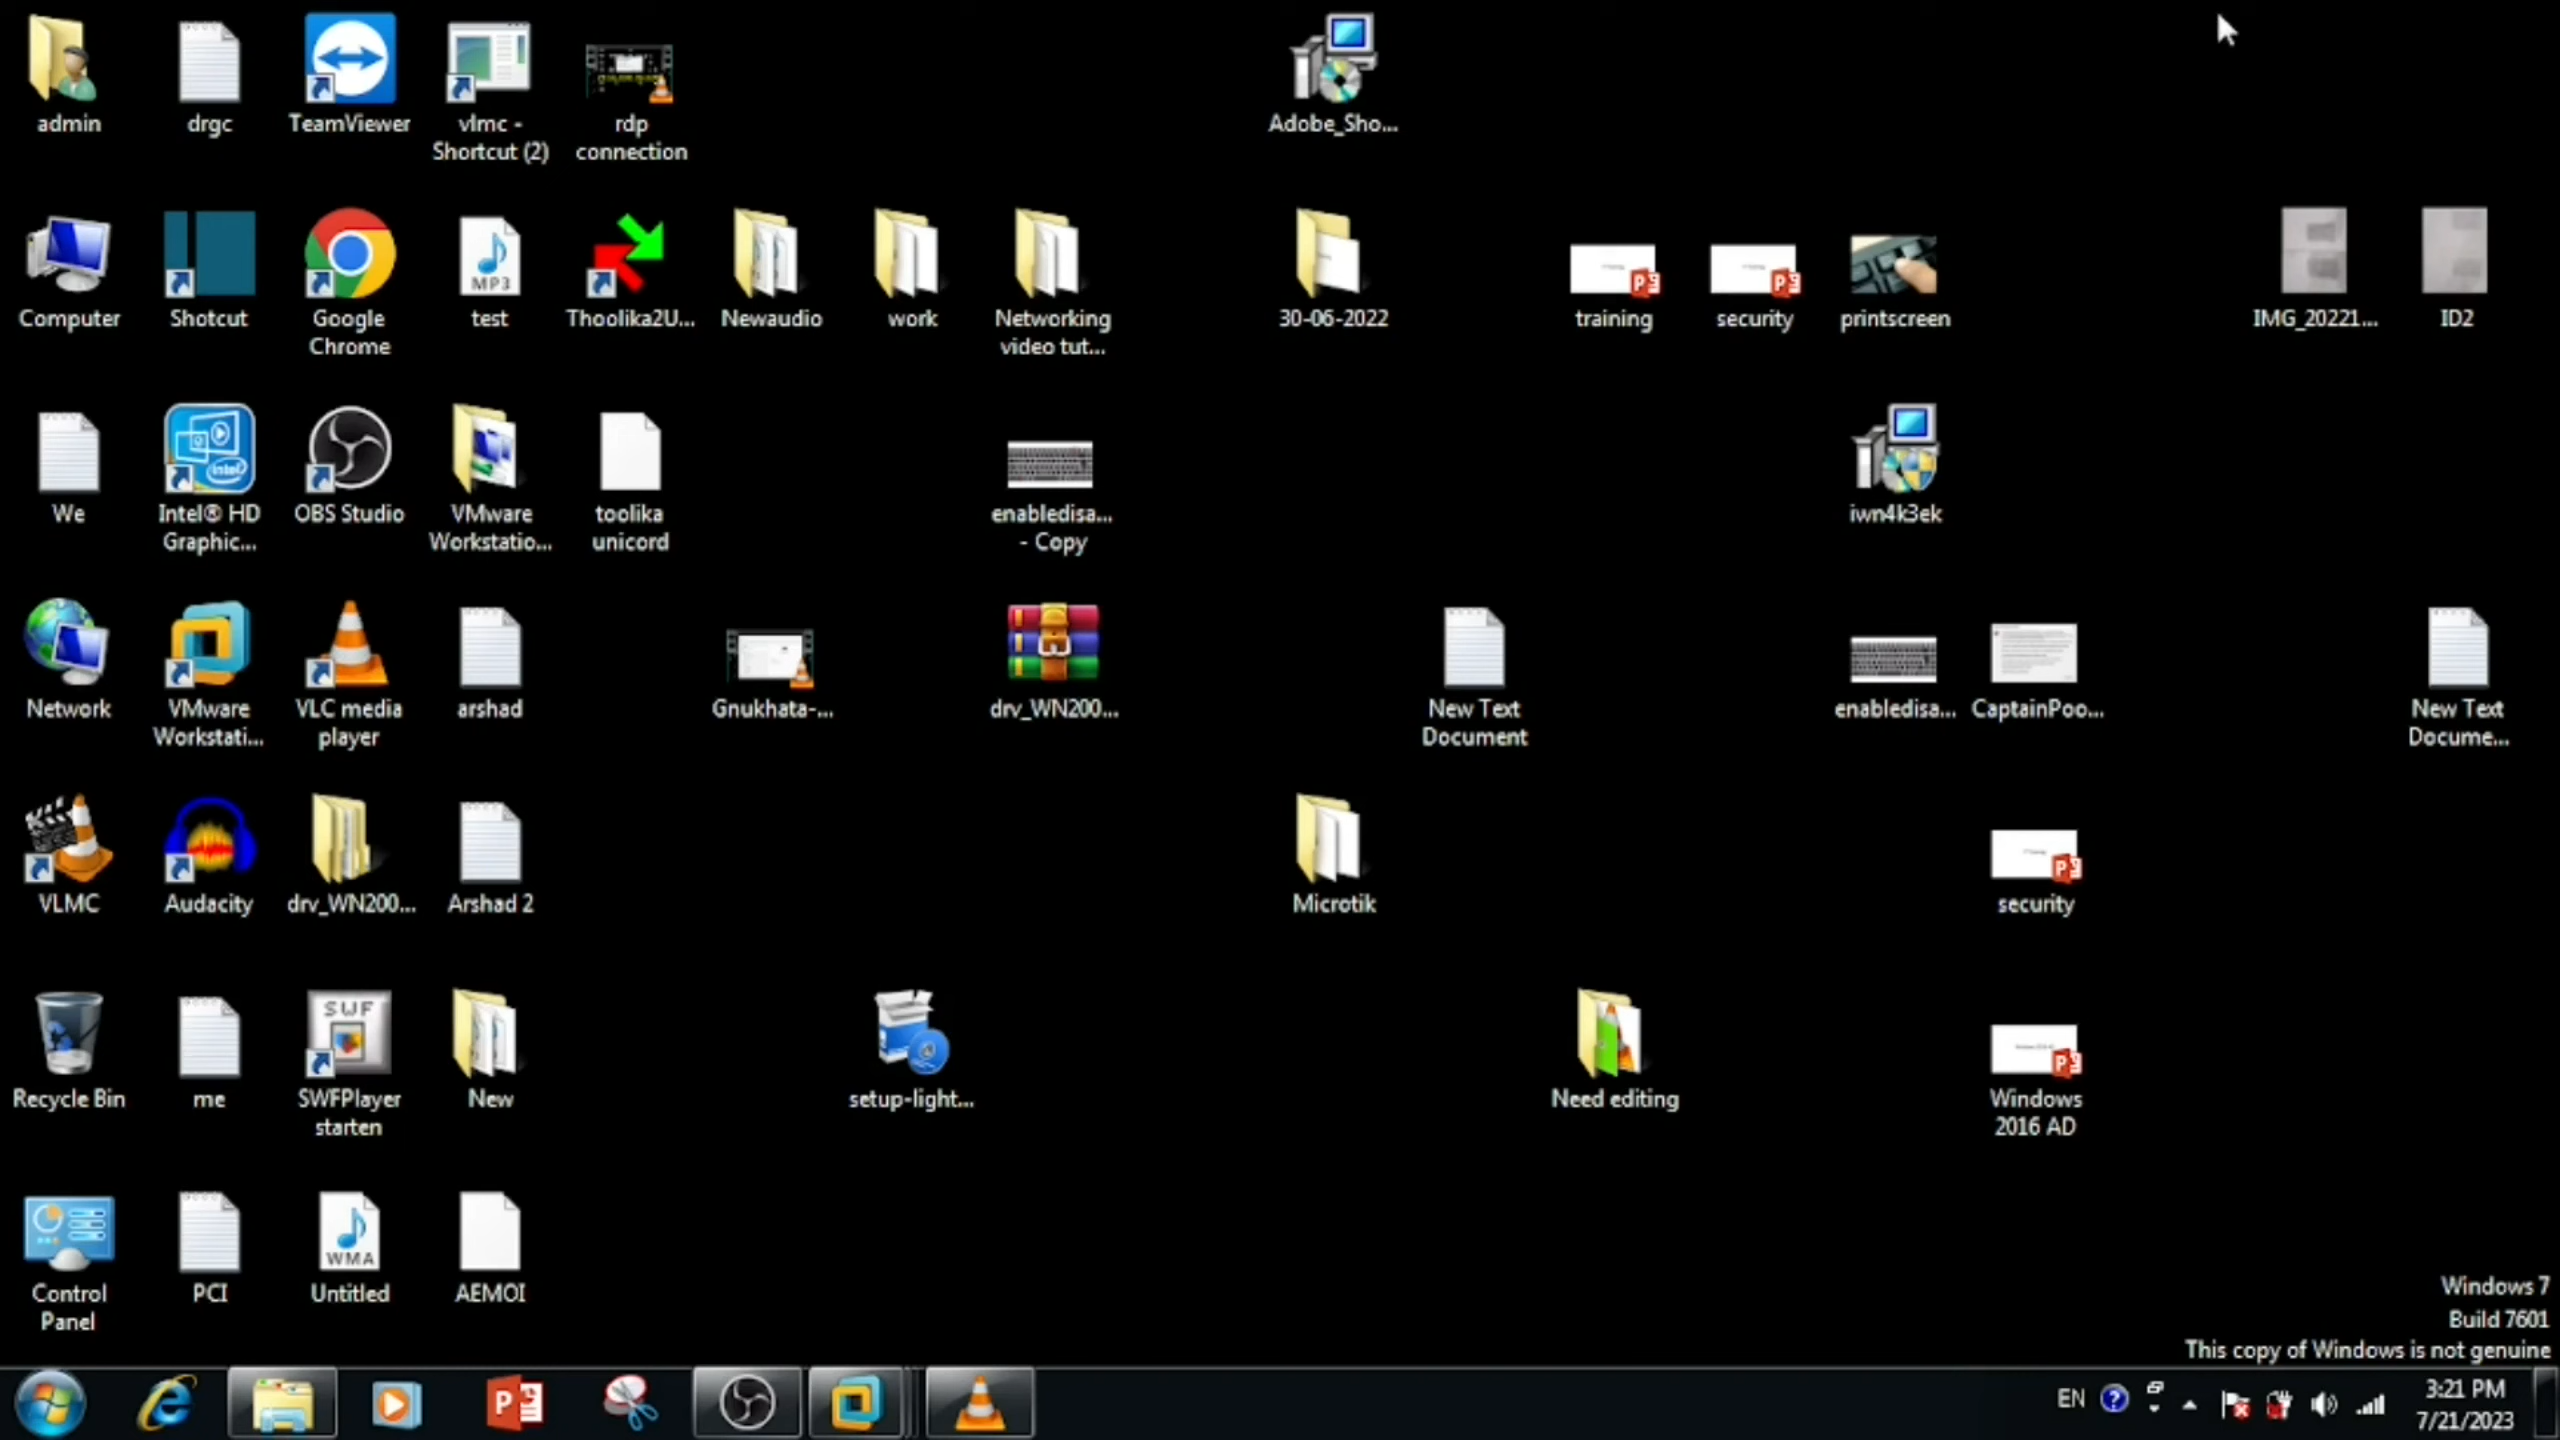 admin
drgc
TeamViewer
vlmc -
Shortcut (2)
rdp
connection
Adobe_Sho...
Computer
Shotcut
Google
Chrome
MP3
test
Thoolika2U...
Newaudio
work
Networking
video tut...
30-06-2022
training
security
printscreen
IMG_20221...
ID2
We
intel
Intel® HD
Graphic...
OBS Studio
VMware
Workstatio...
toolika
unicord
enabledisa...
- Copy
iwn4k3ek
Network
VMware
Workstati...
VLC media
player
arshad
Gnukhata-...
drv_WN200...
New Text
Document
enabledisa...
CaptainPoo...
New Text
Docume...
VLMC
Audacity
drv_WN200...
Arshad 2
Microtik
security
Recycle Bin
me
SWF
SWFPlayer
starten
New
setup-light...
Need editing
Windows
2016 AD
Control
Panel
PCI
WMA
Untitled
AEMOI
Windows 7
Build 7601
This copy of Windows is not genuine
EN
3:21 PM
7/21/2023